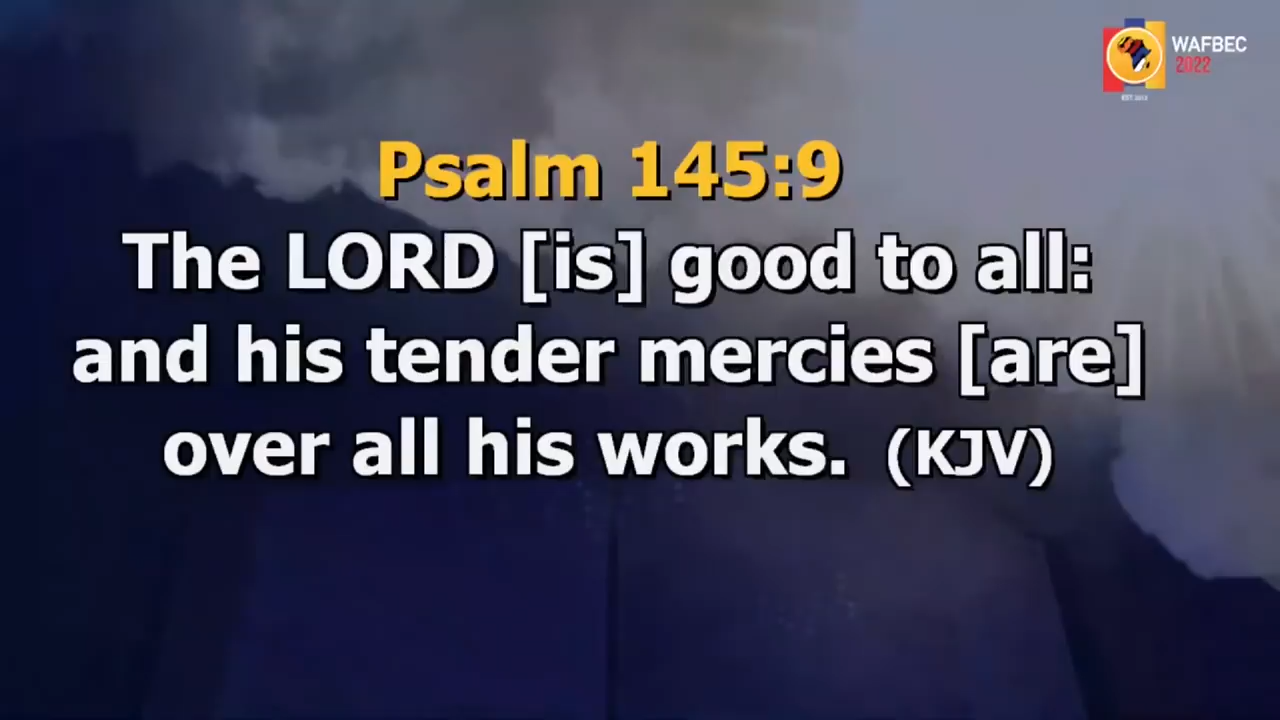 WAFBEC
2022
Psalm 145:9
The LORD [is] good to all:
and his tender mercies [are]
over all his works. (KJV)